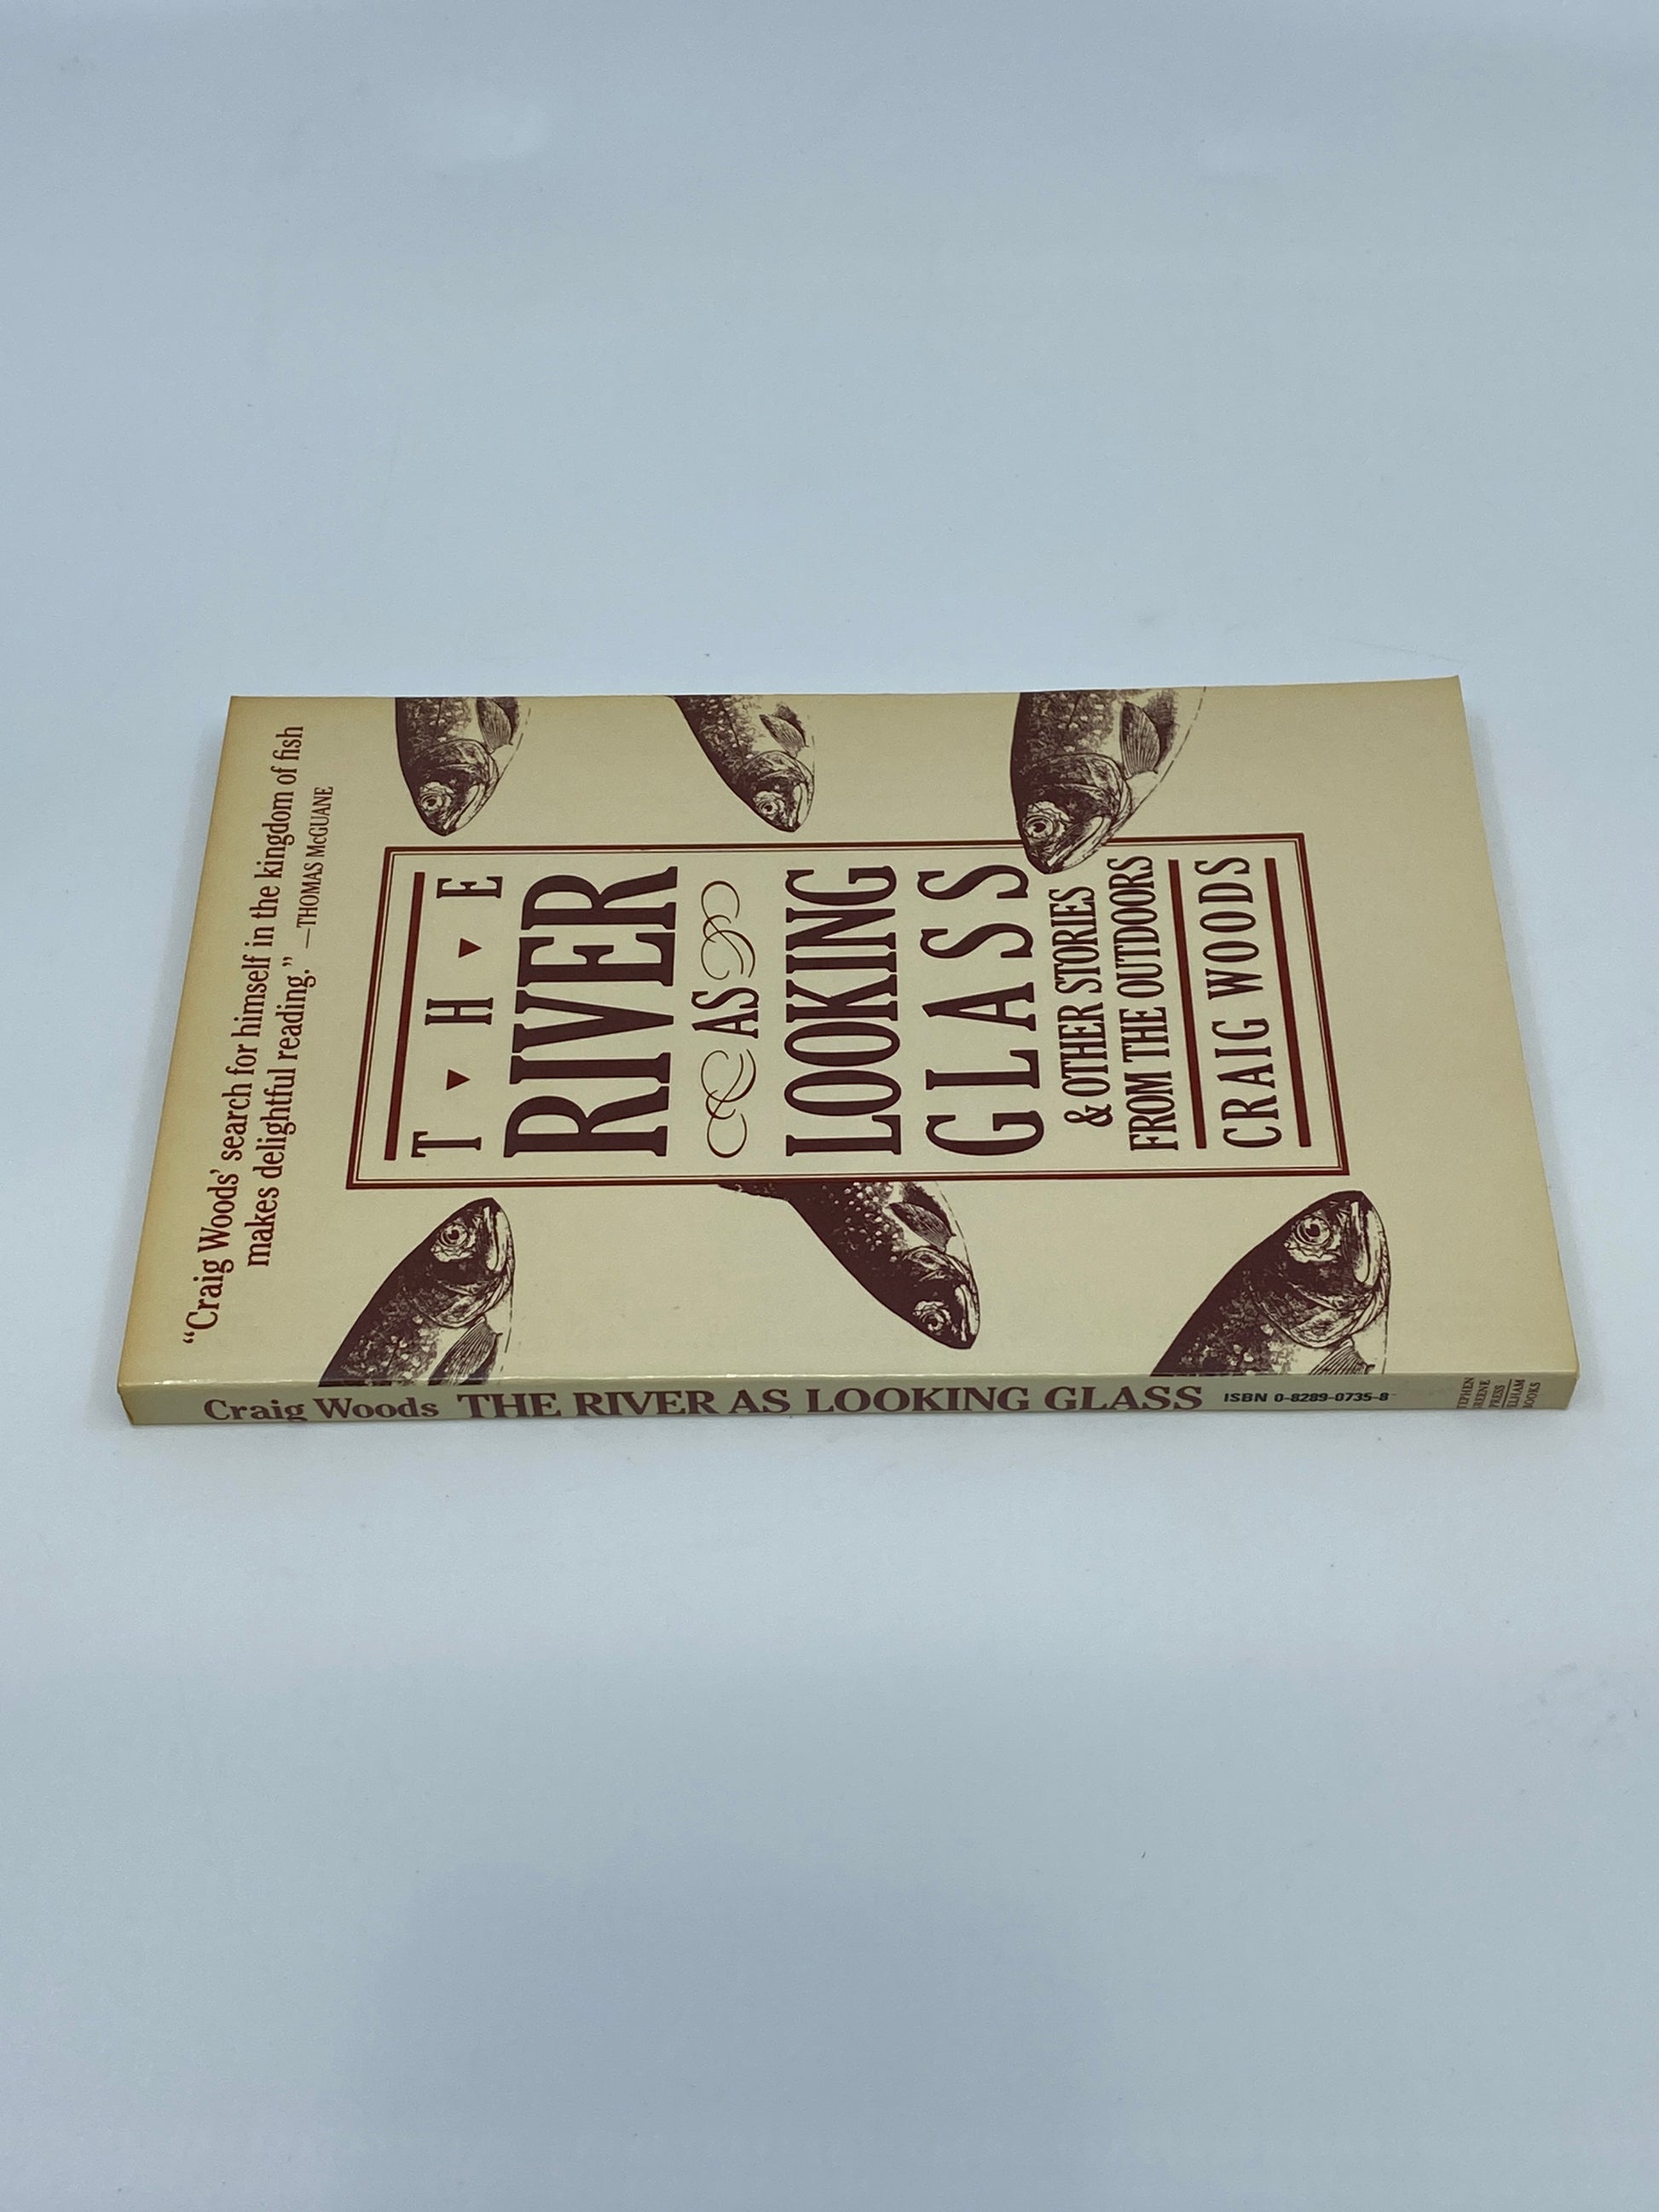 “Craig Woods’ search for himself in the kingdom of fish
makes delightful reading.” —THOMAS McGUANE
THE
RIVER
AS
LOOKING
GLASS
& OTHER STORIES
FROM THE OUTDOORS
CRAIG WOODS
Craig Woods THE RIVER AS LOOKING GLASS ISBN 0-8289-0735-8
PRESS
BOOKS